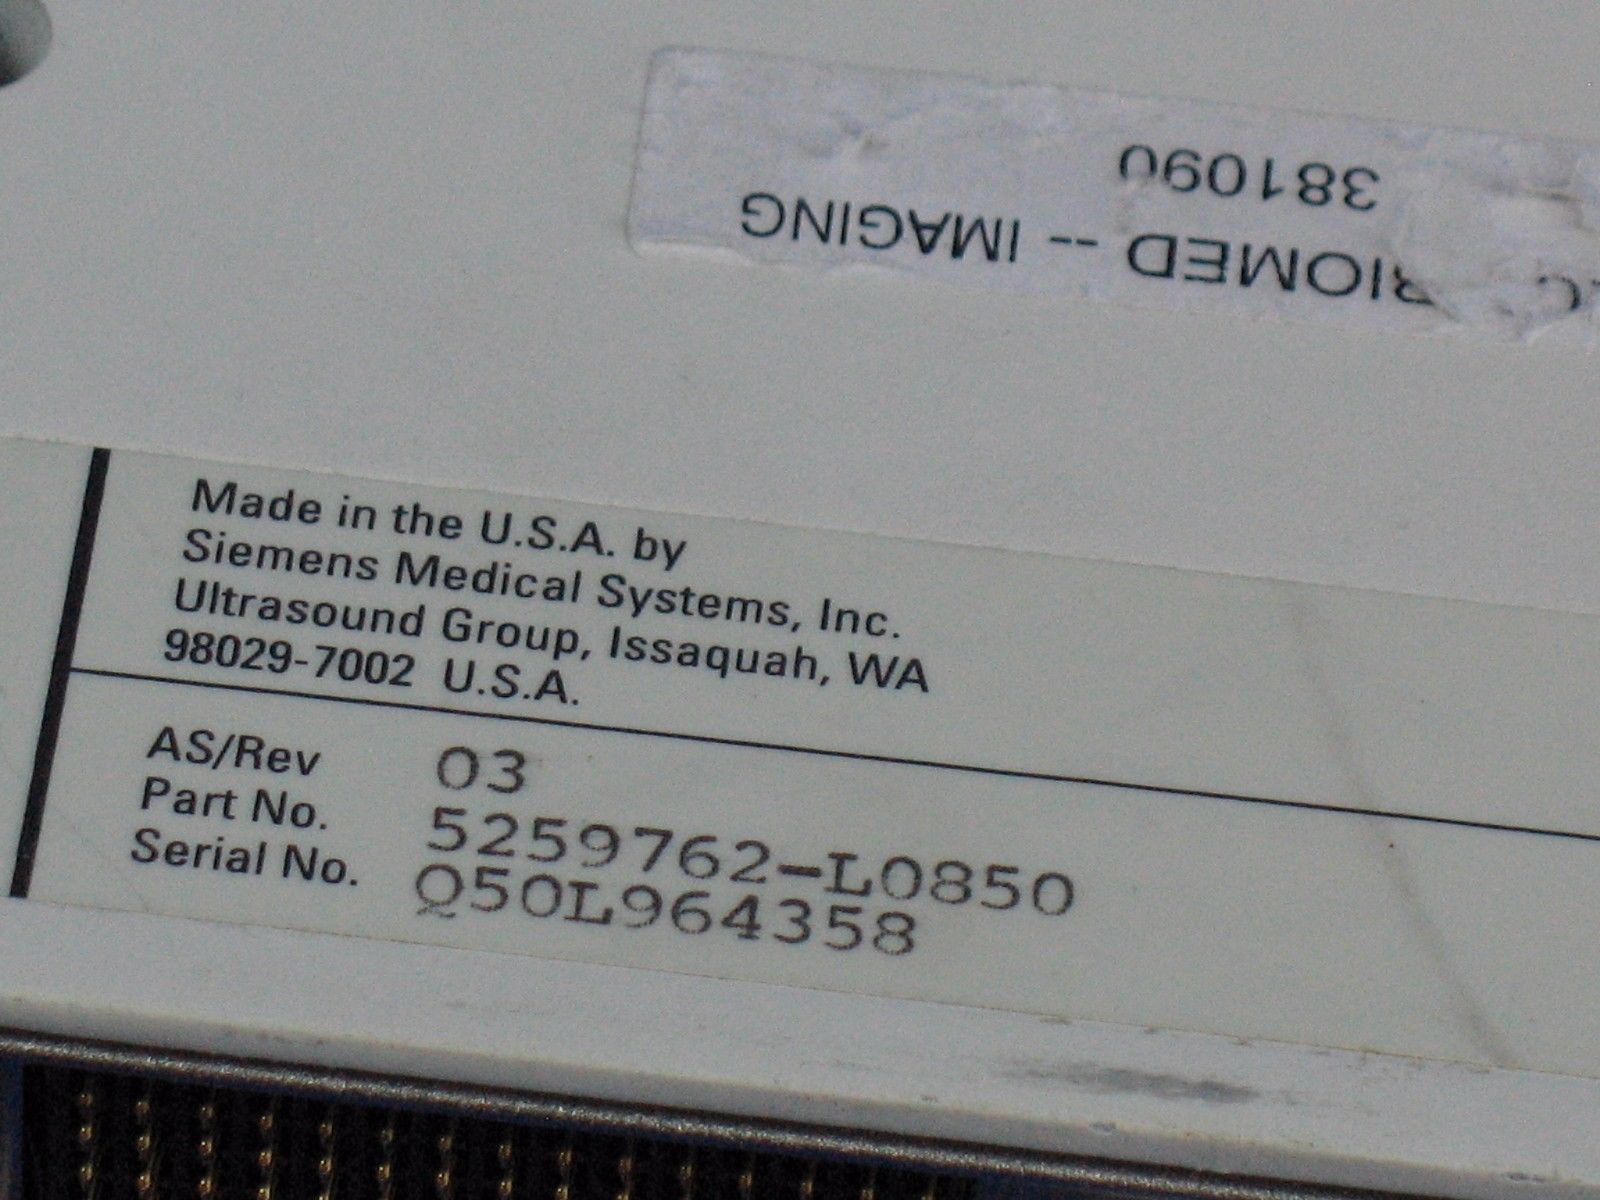 381090
BIOMED -- IMAGING
Made in the U.S.A. by
Siemens Medical Systems, Inc.
Ultrasound Group, Issaquah, WA
98029-7002 U.S.A.
AS/Rev 03
Part No. 5259762-L0850
Serial No. Q50L964358